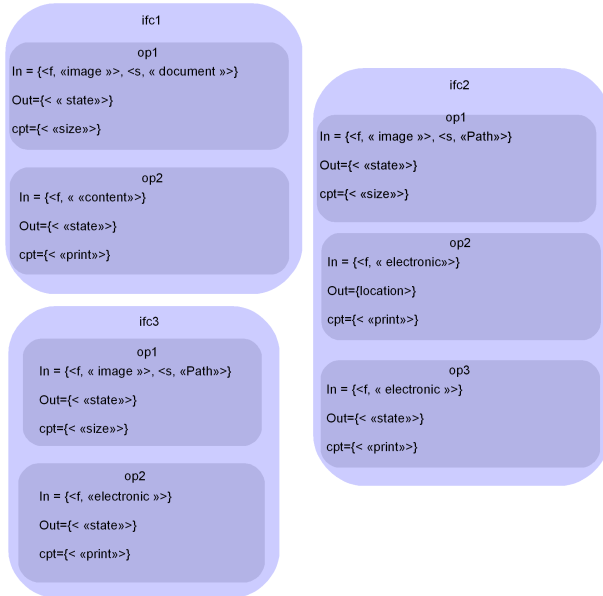 ifc1
op1
In = {<f, «image »>, <s, « document »>}
Out={< « state»>}
cpt={< «size»>}
op2
In = {<f, « «content»>}
Out={< «state»>}
cpt={< «print»>}
ifc2
op1
In = {<f, « image »>, <s, «Path»>}
Out={< «state»>}
cpt={< «size»>}
op2
In = {<f, « electronic»>}
Out={location>}
cpt={< «print»>}
op3
In = {<f, « electronic »>}
Out={< «state»>}
cpt={< «print»>}
ifc3
op1
In = {<f, « image »>, <s, «Path»>}
Out={< «state»>}
cpt={< «size»>}
op2
In = {<f, «electronic »>}
Out={< «state»>}
cpt={< «print»>}